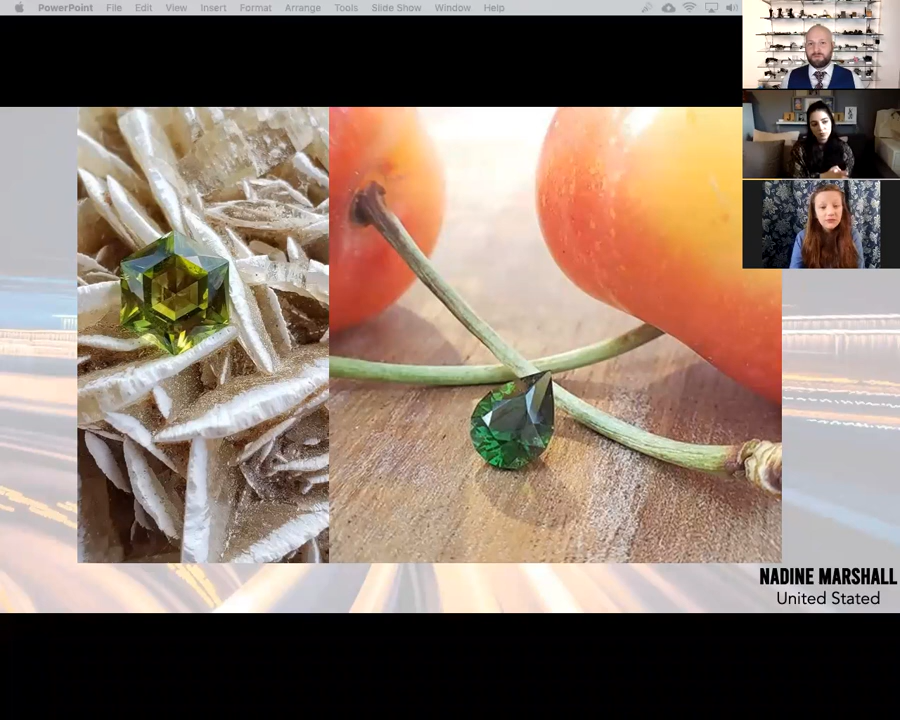 PowerPoint File Edit View Insert Format Arrange Tools Slide Show Window Help
NADINE MARSHALL
United Stated